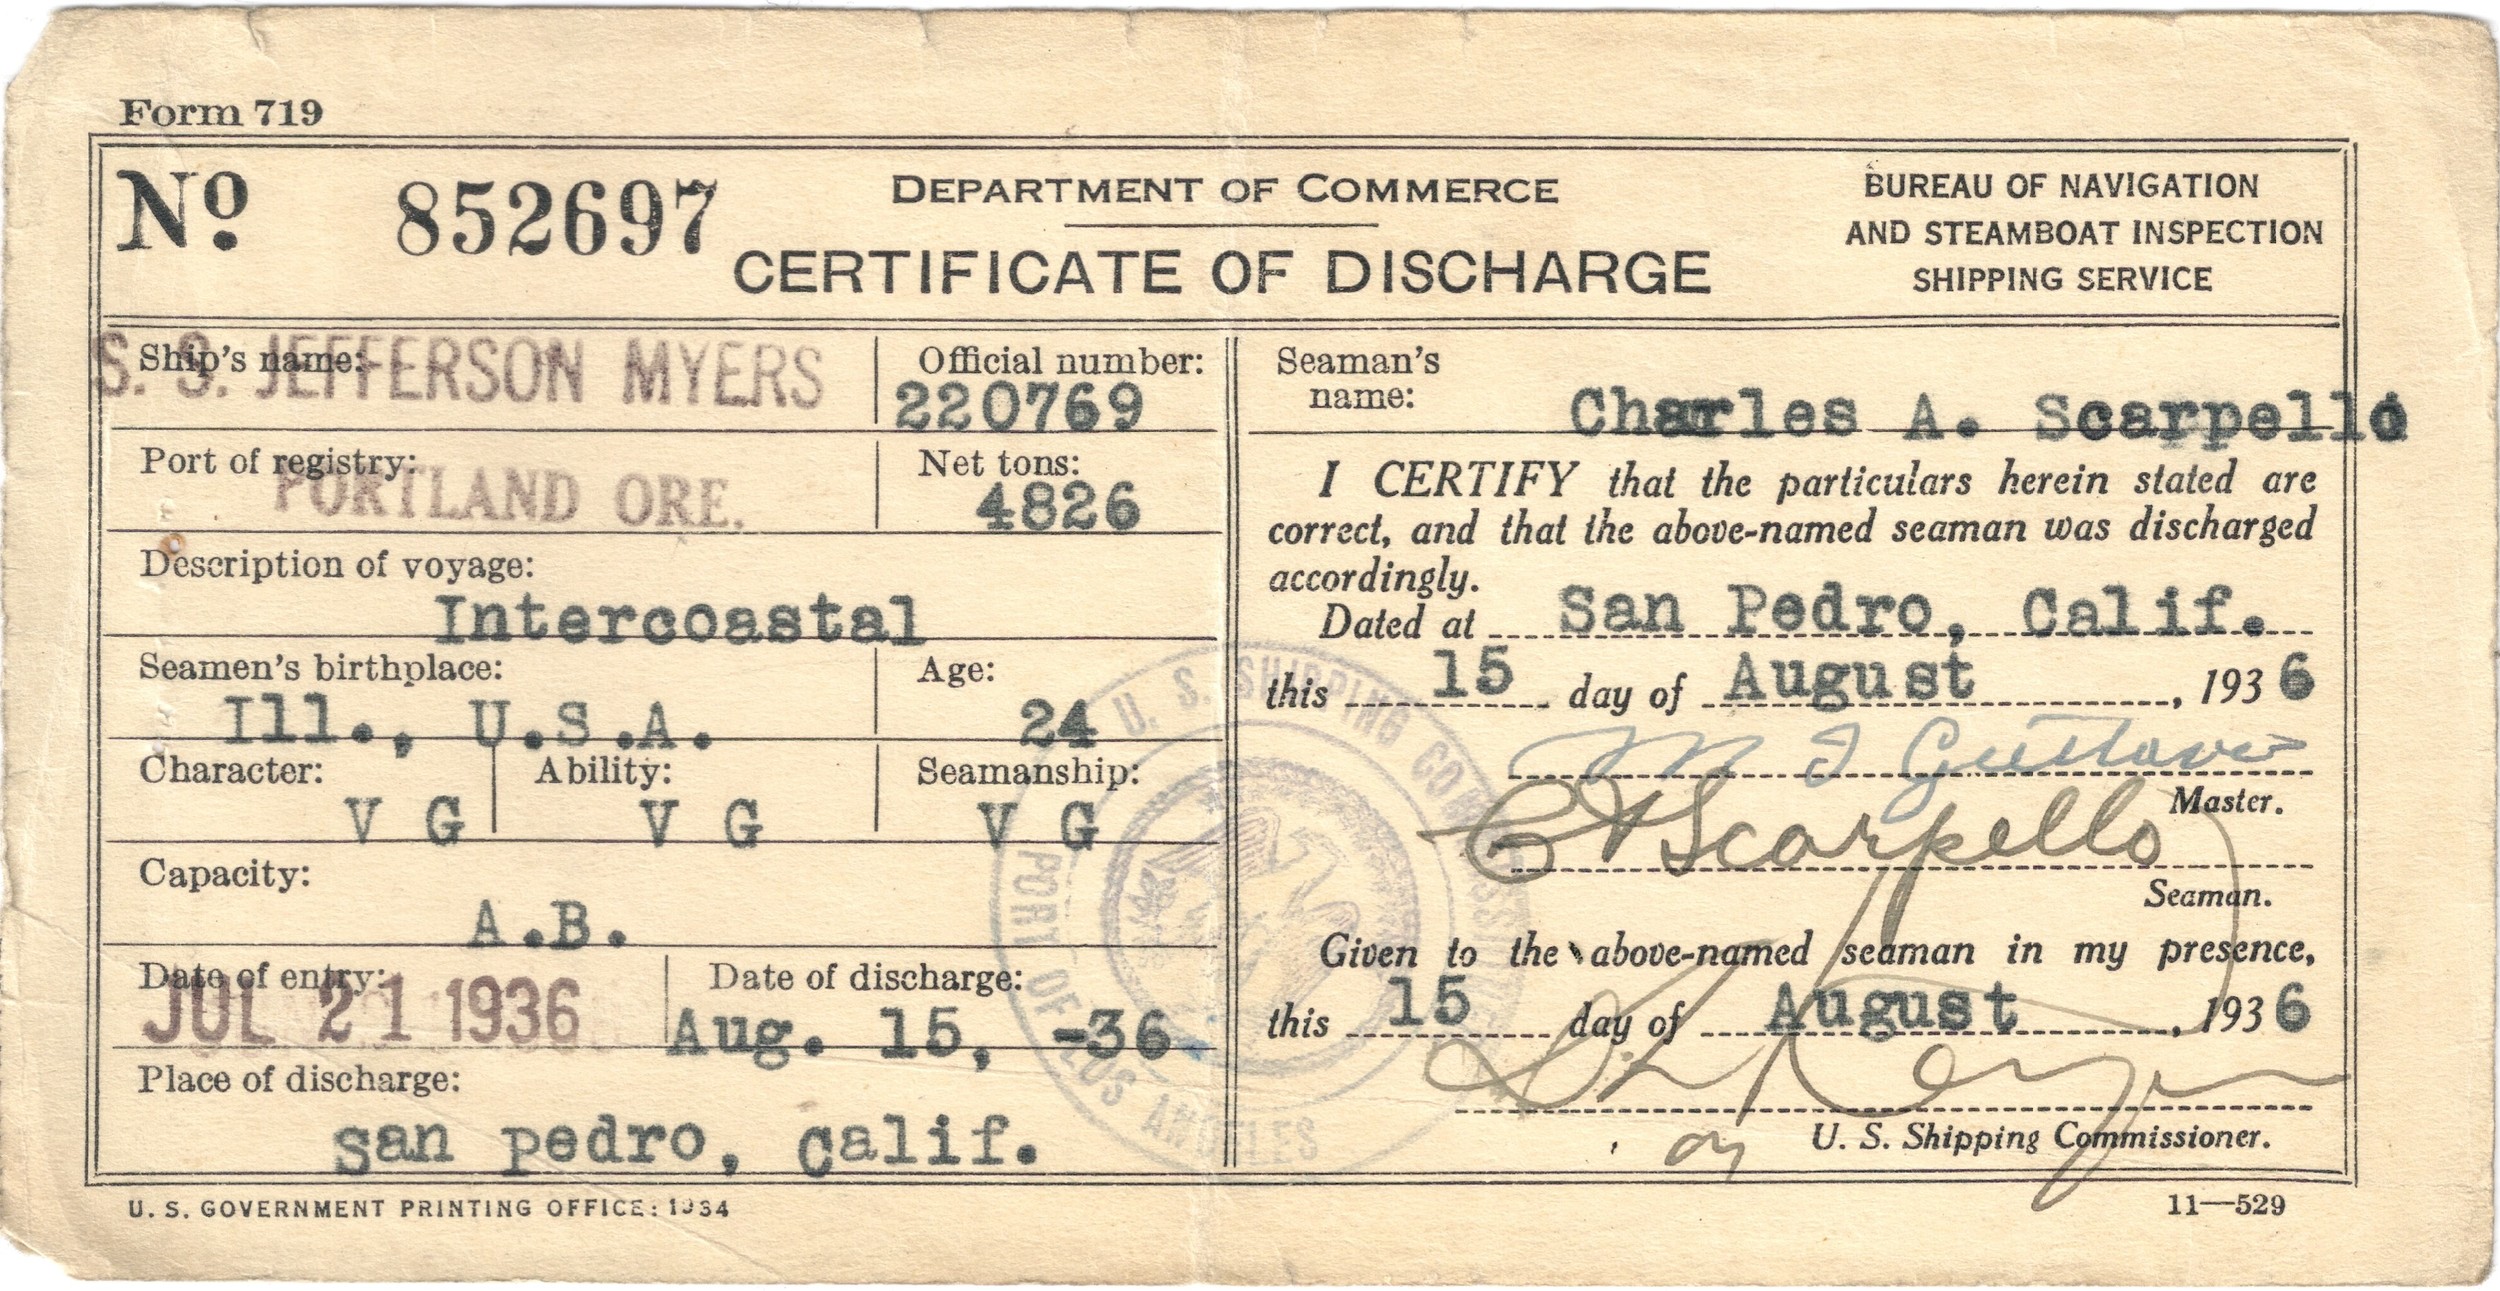 Form 719
No. 852697
DEPARTMENT OF COMMERCE
CERTIFICATE OF DISCHARGE
BUREAU OF NAVIGATION
AND STEAMBOAT INSPECTION
SHIPPING SERVICE
Ship's name:
S. S. JEFFERSON MYERS
Official number:
220769
Port of registry:
PORTLAND ORE.
Net tons:
4826
Description of voyage:
Intercoastal
Seamen's birthplace:
Ill., U.S.A.
Age:
24
Character:
V G
Ability:
V G
Seamanship:
V G
Capacity:
A.B.
Date of entry:
JUL 21 1936
Date of discharge:
Aug. 15, -36
Place of discharge:
San pedro, Calif.
Seaman's
name:
Charles A. Scarpello
I CERTIFY that the particulars herein stated are
correct, and that the above-named seaman was discharged
accordingly.
Dated at San Pedro, Calif.
this 15 day of August, 1936
Master.
C A Scarpello
Seaman.
Given to the above-named seaman in my presence,
this 15 day of August, 1936
U. S. Shipping Commissioner.
U. S. SHIPPING COMMISSIONER
PORT OF LOS ANGELES
U. S. GOVERNMENT PRINTING OFFICE: 1934
11—529